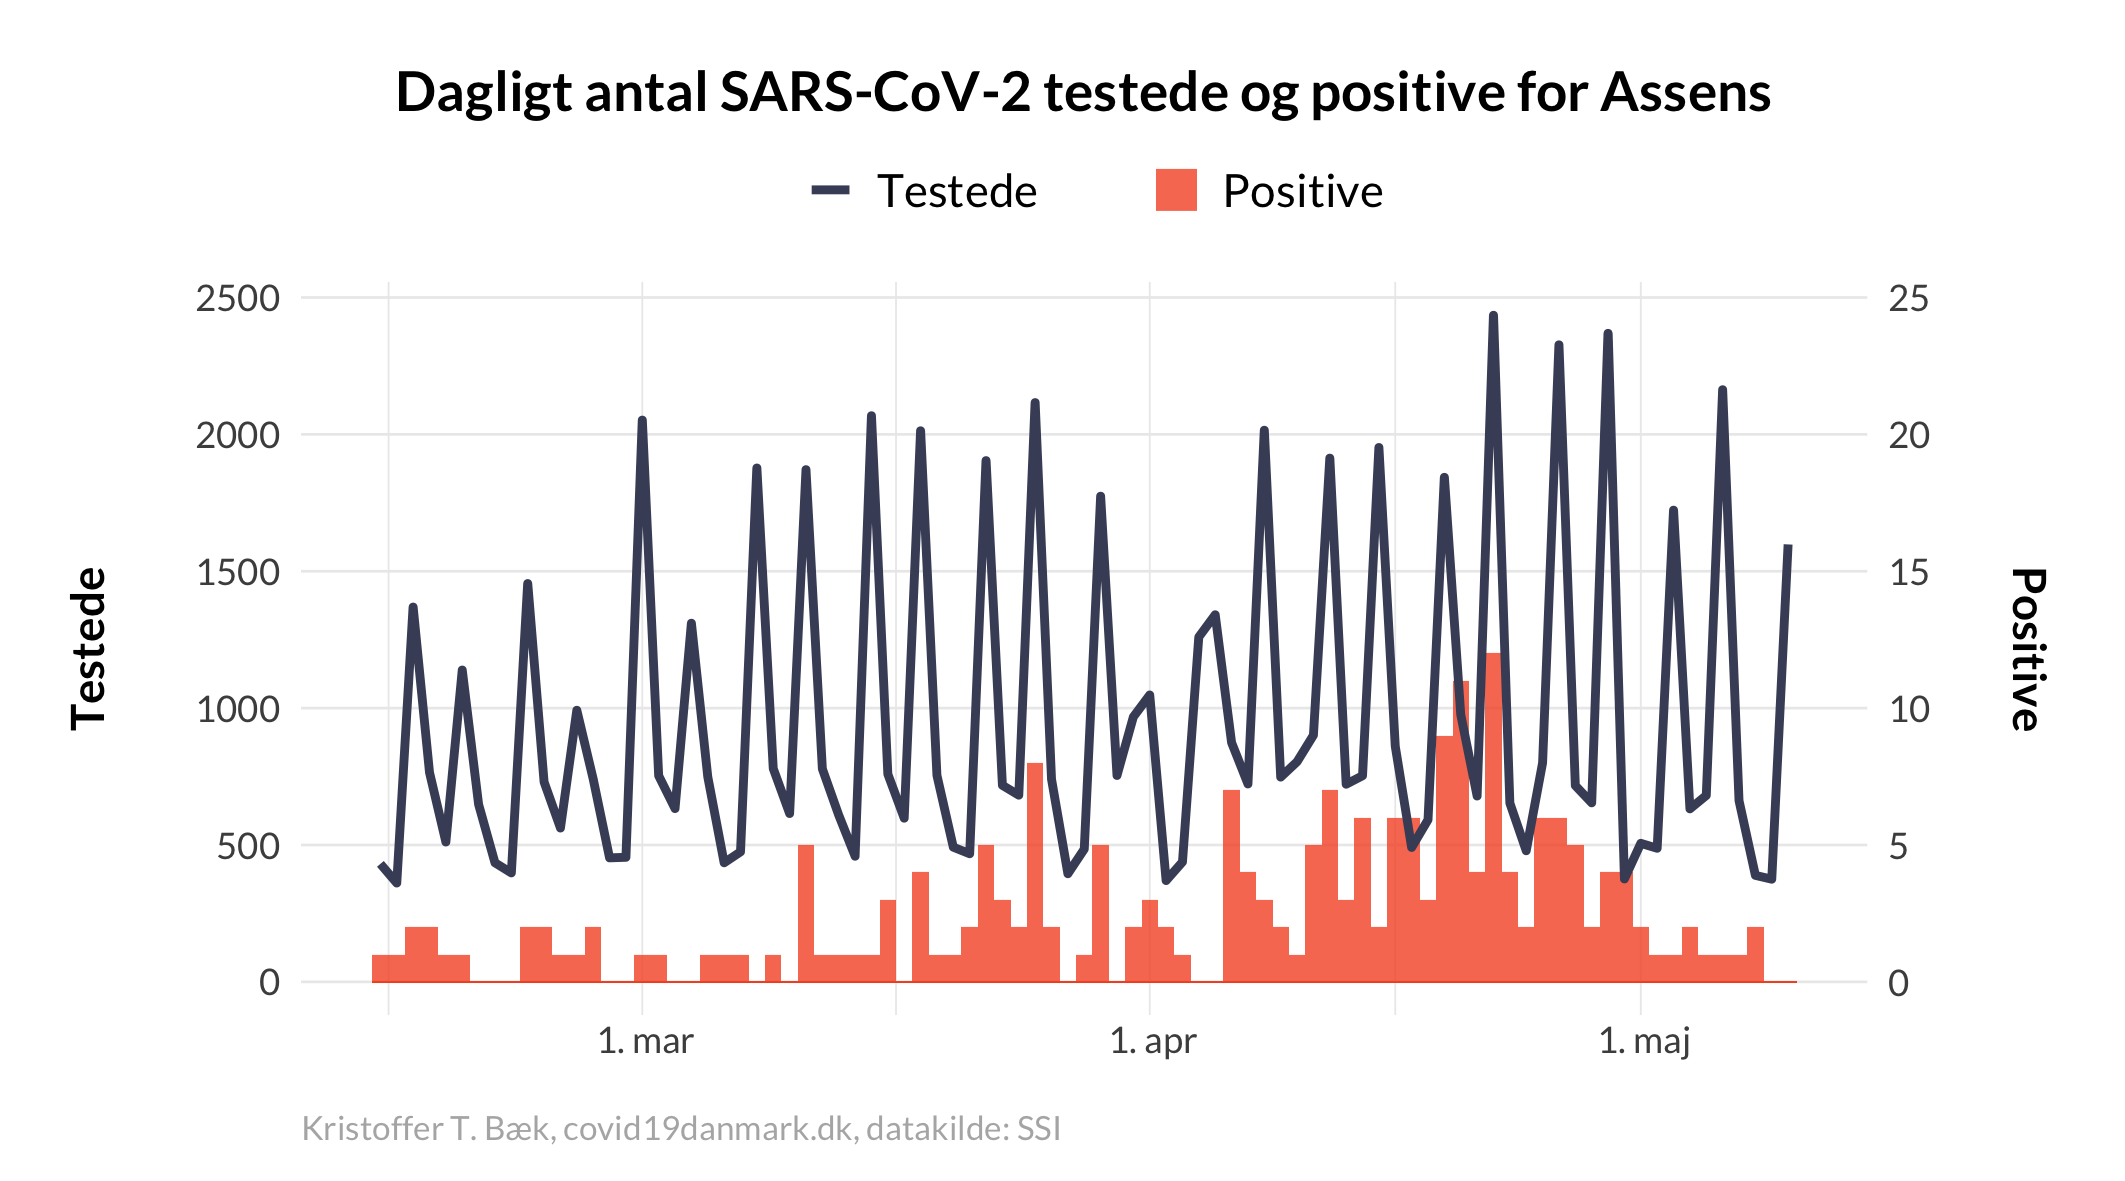 Dagligt antal SARS-CoV-2 testede og positive for Assens
Testede
Positive
2500
2000
1500
1000
500
0
Testede
25
20
15
10
5
0
Positive
1. mar
1. apr
1. maj
Kristoffer T. Bæk, covid19danmark.dk, datakilde: SSI